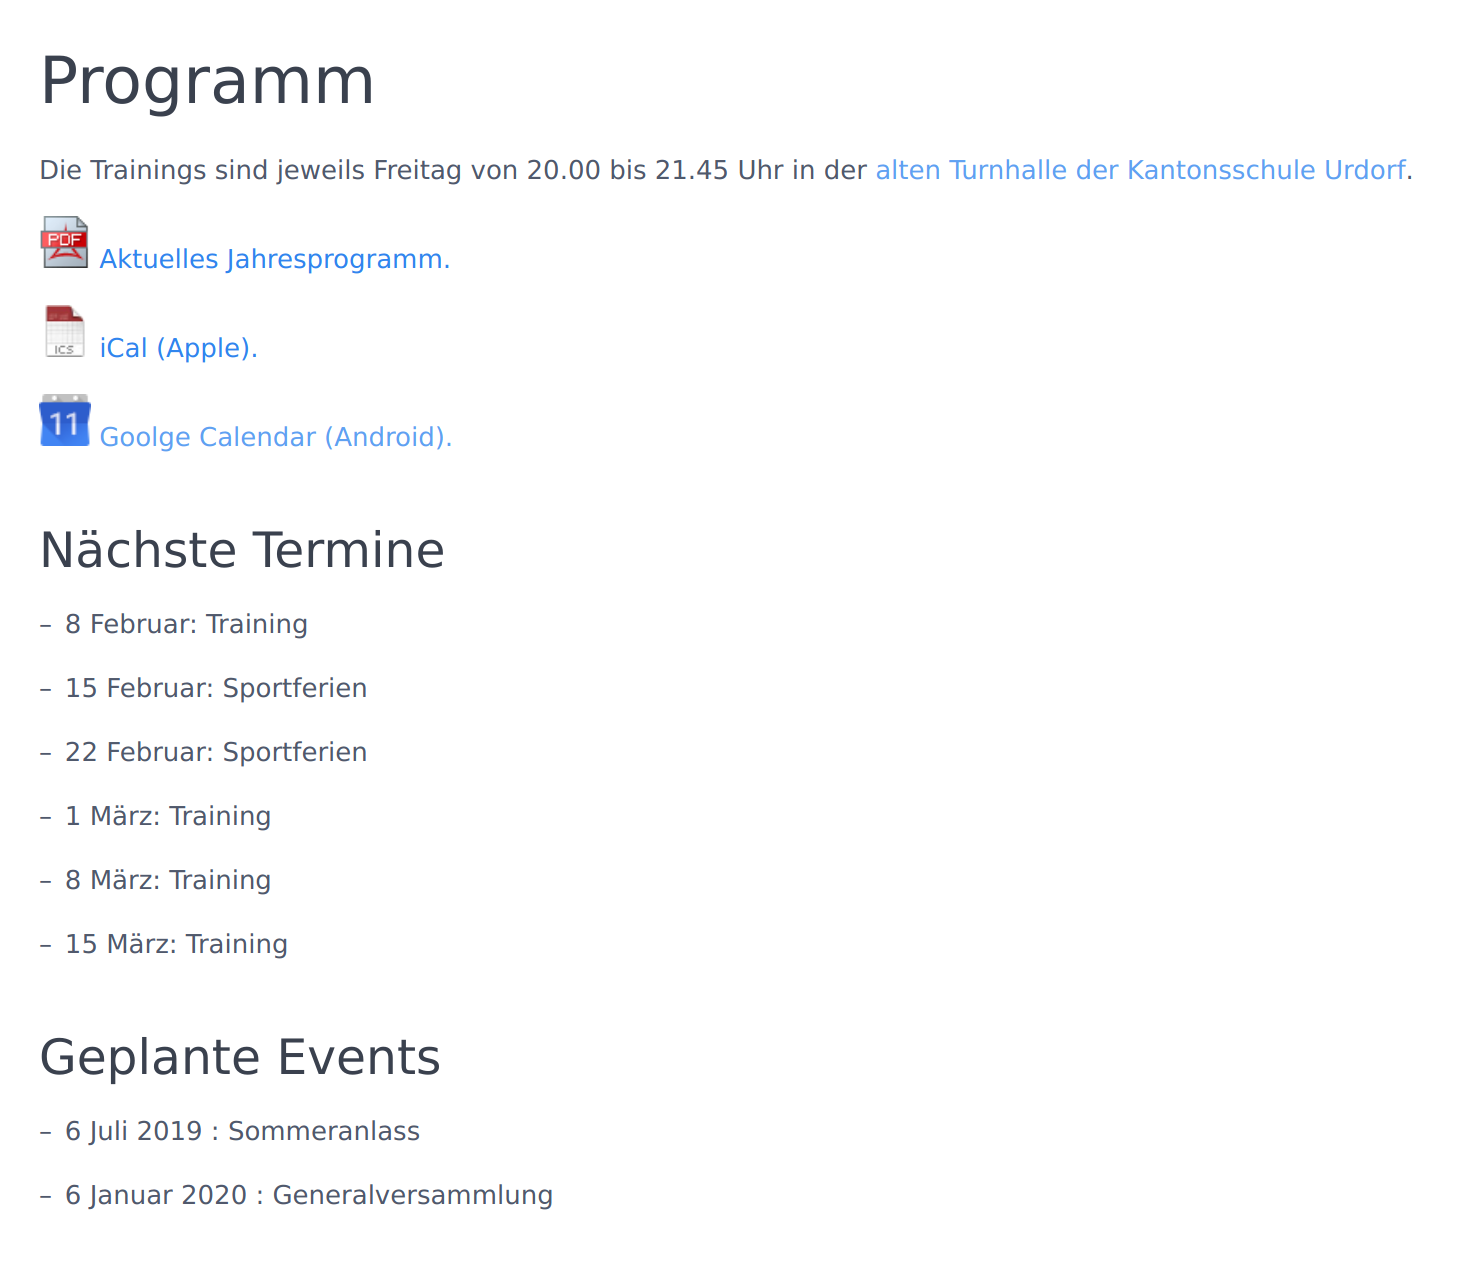 Programm
Die Trainings sind jeweils Freitag von 20.00 bis 21.45 Uhr in der alten Turnhalle der Kantonsschule Urdorf.
PDF
Aktuelles Jahresprogramm.
ICS
iCal (Apple).
11
Goolge Calendar (Android).
Nächste Termine
– 8 Februar: Training
– 15 Februar: Sportferien
– 22 Februar: Sportferien
– 1 März: Training
– 8 März: Training
– 15 März: Training
Geplante Events
– 6 Juli 2019 : Sommeranlass
– 6 Januar 2020 : Generalversammlung